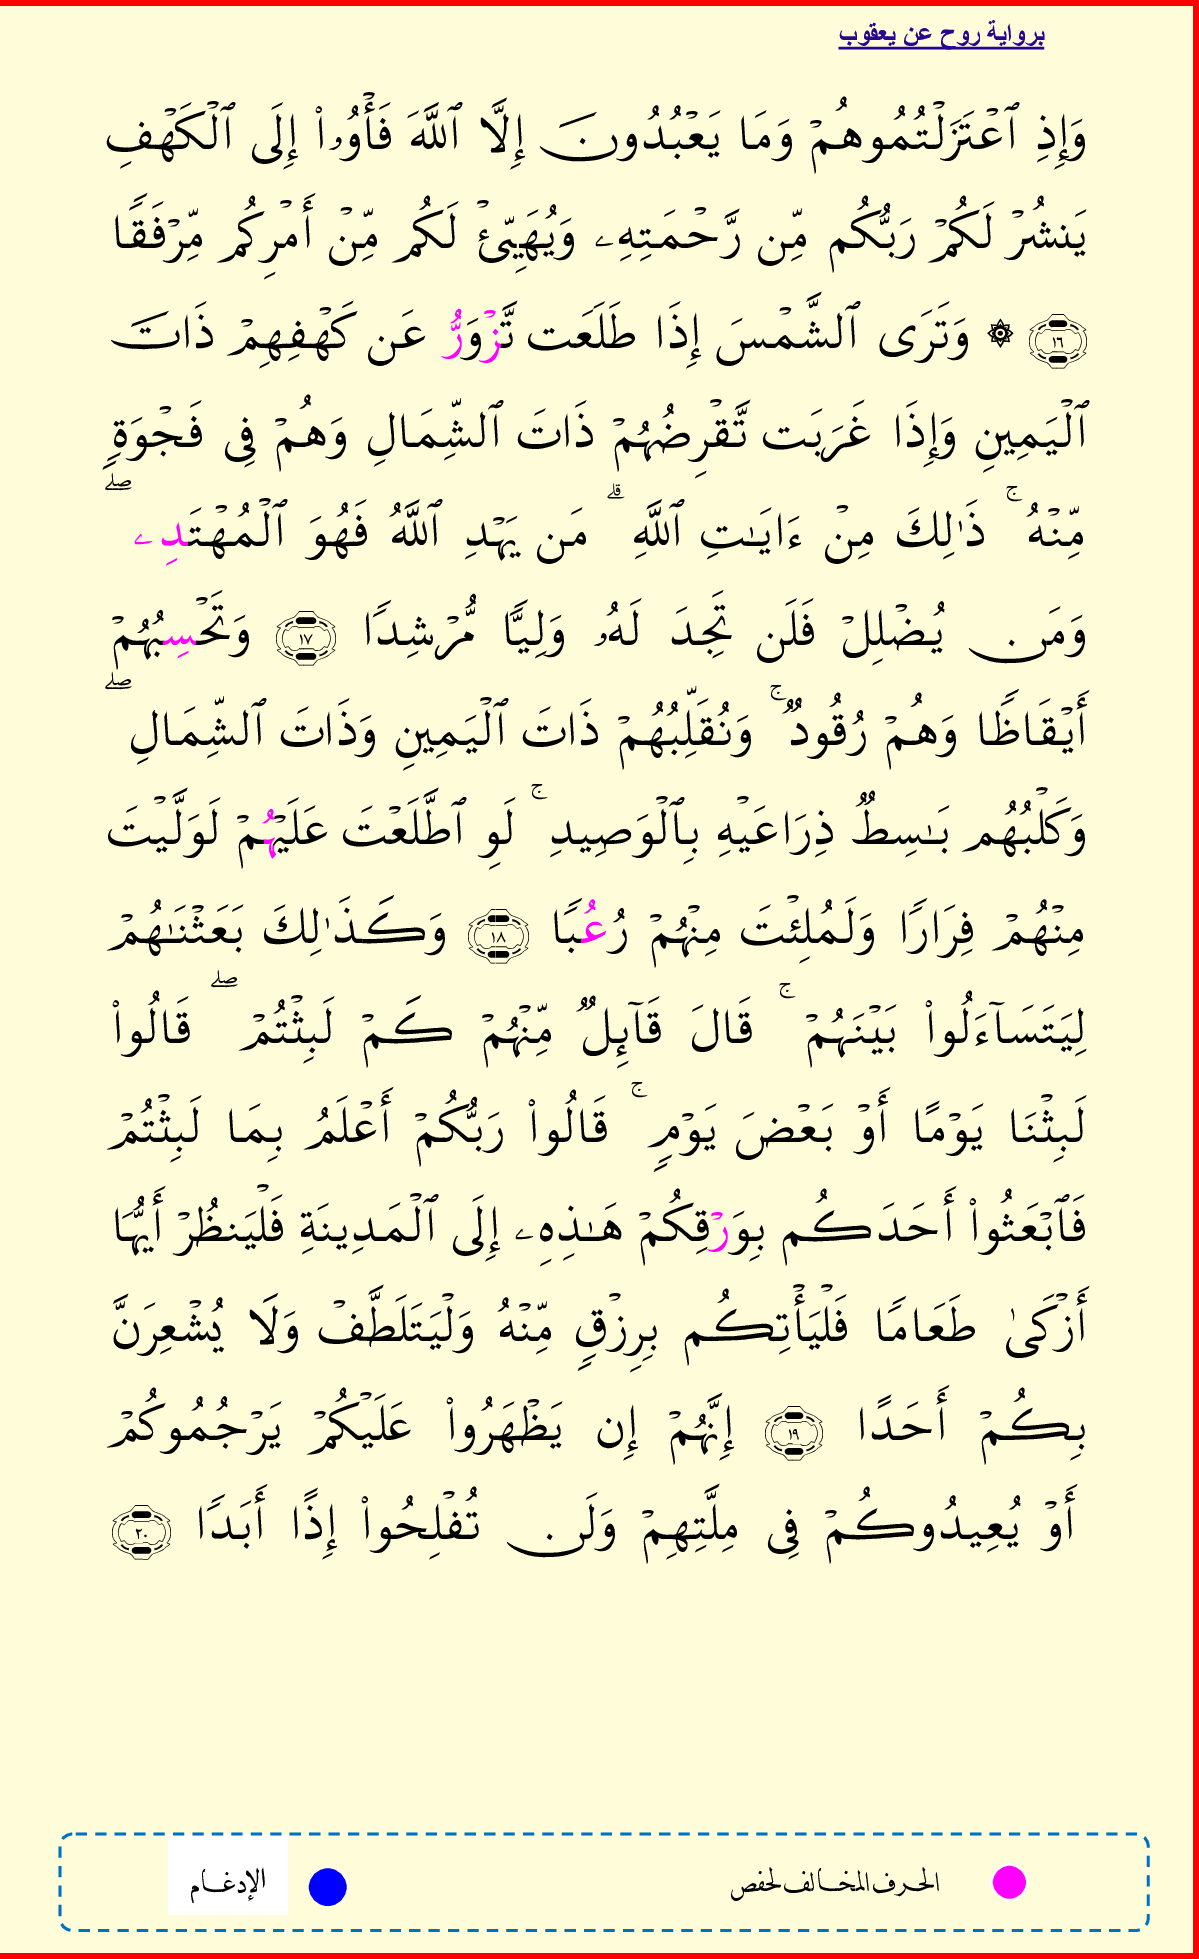 برواية روح عن يعقوب
وَإِذِ ٱعۡتَزَلۡتُمُوهُمۡ وَمَا يَعۡبُدُونَ إِلَّا ٱللَّهَ فَأۡوُۥٓاْ إِلَى ٱلۡكَهۡفِ
يَنشُرۡ لَكُمۡ رَبُّكُم مِّن رَّحۡمَتِهِۦ وَيُهَيِّئۡ لَكُم مِّنۡ أَمۡرِكُم مِّرۡفَقٗا
١٦ ۞ وَتَرَى ٱلشَّمۡسَ إِذَا طَلَعَت تَّزۡوَرُّ عَن كَهۡفِهِمۡ ذَاتَ
ٱلۡيَمِينِ وَإِذَا غَرَبَت تَّقۡرِضُهُمۡ ذَاتَ ٱلشِّمَالِ وَهُمۡ فِي فَجۡوَةٖ
مِّنۡهُۚ ذَٰلِكَ مِنۡ ءَايَٰتِ ٱللَّهِۗ مَن يَهۡدِ ٱللَّهُ فَهُوَ ٱلۡمُهۡتَدِۦۖ
وَمَن يُضۡلِلۡ فَلَن تَجِدَ لَهُۥ وَلِيّٗا مُّرۡشِدٗا ١٧ وَتَحۡسِبُهُمۡ
أَيۡقَاظٗا وَهُمۡ رُقُودٞۚ وَنُقَلِّبُهُمۡ ذَاتَ ٱلۡيَمِينِ وَذَاتَ ٱلشِّمَالِۖ
وَكَلۡبُهُم بَٰسِطٞ ذِرَاعَيۡهِ بِٱلۡوَصِيدِۚ لَوِ ٱطَّلَعۡتَ عَلَيۡهُمۡ لَوَلَّيۡتَ
مِنۡهُمۡ فِرَارٗا وَلَمُلِئۡتَ مِنۡهُمۡ رُعُبٗا ١٨ وَكَذَٰلِكَ بَعَثۡنَٰهُمۡ
لِيَتَسَآءَلُواْ بَيۡنَهُمۡۚ قَالَ قَآئِلٞ مِّنۡهُمۡ كَمۡ لَبِثۡتُمۡۖ قَالُواْ
لَبِثۡنَا يَوۡمًا أَوۡ بَعۡضَ يَوۡمٖۚ قَالُواْ رَبُّكُمۡ أَعۡلَمُ بِمَا لَبِثۡتُمۡ
فَٱبۡعَثُواْ أَحَدَكُم بِوَرۡقِكُمۡ هَٰذِهِۦ إِلَى ٱلۡمَدِينَةِ فَلۡيَنظُرۡ أَيُّهَا
أَزۡكَىٰ طَعَامٗا فَلۡيَأۡتِكُم بِرِزۡقٖ مِّنۡهُ وَلۡيَتَلَطَّفۡ وَلَا يُشۡعِرَنَّ
بِكُمۡ أَحَدًا ١٩ إِنَّهُمۡ إِن يَظۡهَرُواْ عَلَيۡكُمۡ يَرۡجُمُوكُمۡ
أَوۡ يُعِيدُوكُمۡ فِي مِلَّتِهِمۡ وَلَن تُفۡلِحُواْ إِذًا أَبَدٗا ٢٠
الحرف المخالف لحفص
الإدغام